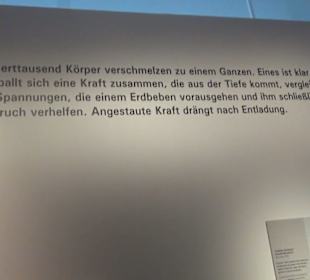 erttausend Körper verschmelzen zu einem Ganzen. Eines ist klar
ballt sich eine Kraft zusammen, die aus der Tiefe kommt, vergle
Spannungen, die einem Erdbeben vorausgehen und ihm schließl
ruch verhelfen. Angestaute Kraft drängt nach Entladung.